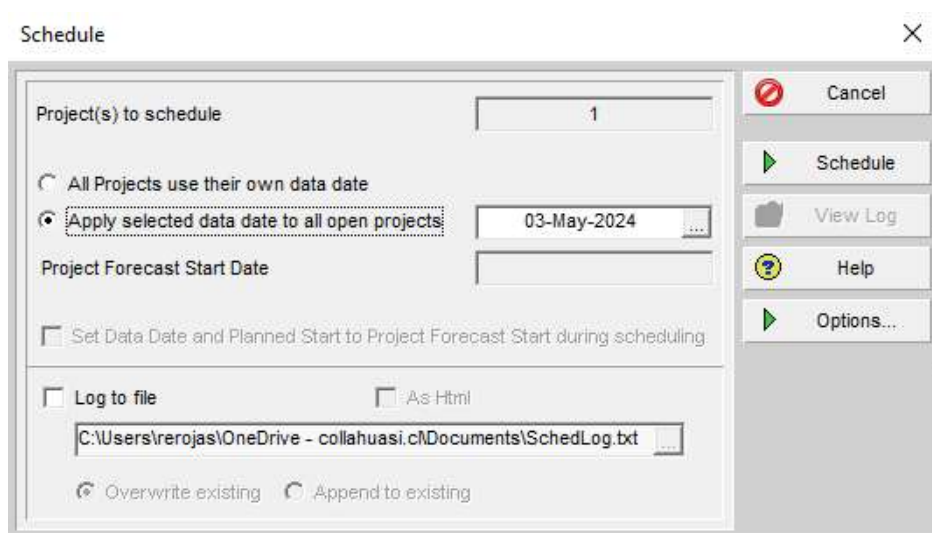 Schedule
Project(s) to schedule 1
All Projects use their own data date
Apply selected data date to all open projects 03-May-2024 ...
Project Forecast Start Date
Set Data Date and Planned Start to Project Forecast Start during scheduling
Log to file As Html
C:\Users\rerojas\OneDrive - collahuasi.cl\Documents\SchedLog.txt ...
Overwrite existing Append to existing
Cancel
Schedule
View Log
Help
Options...